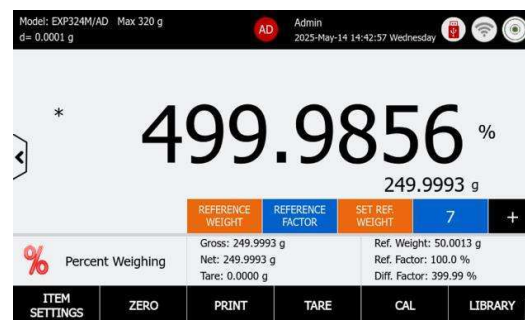 Model: EXP324M/AD Max 320 g
d= 0.0001 g
AD
Admin
2025-May-14 14:42:57 Wednesday
*
499.9856 %
249.9993 g
REFERENCE WEIGHT
REFERENCE FACTOR
SET REF. WEIGHT
7
+
% Percent Weighing
Gross: 249.9993 g
Net: 249.9993 g
Tare: 0.0000 g
Ref. Weight: 50.0013 g
Ref. Factor: 100.0 %
Diff. Factor: 399.99 %
ITEM SETTINGS
ZERO
PRINT
TARE
CAL
LIBRARY